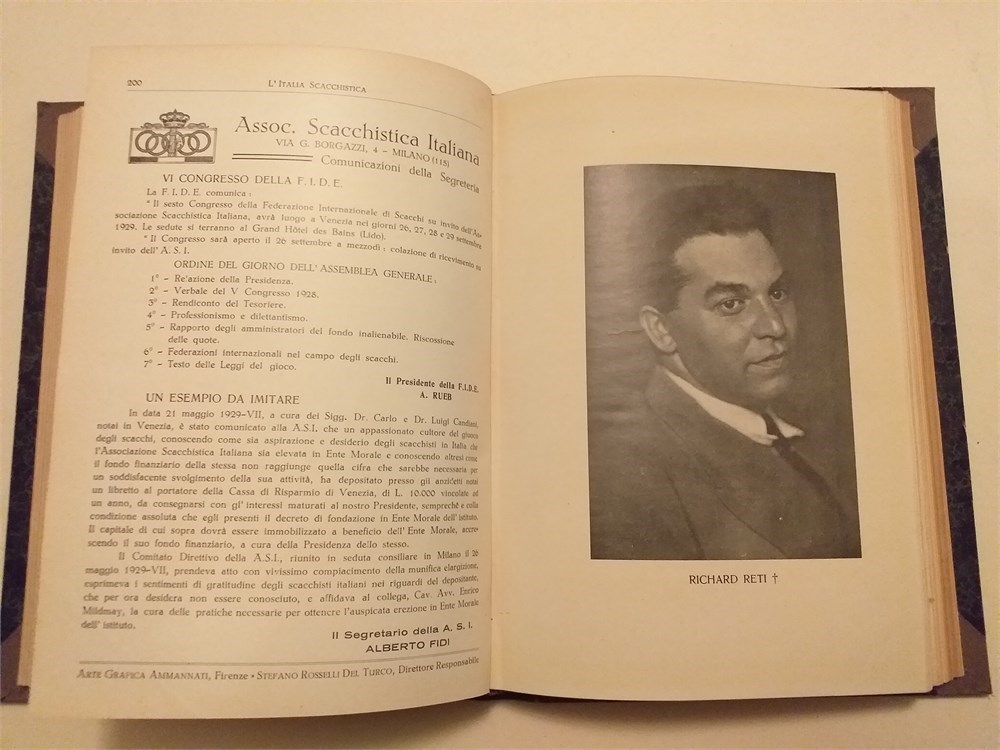 200
L'ITALIA SCACCHISTICA
Assoc. Scacchistica Italiana
VIA G. BORGAZZI, 4 - MILANO (115)
Comunicazioni della Segreteria
VI CONGRESSO DELLA F. I. D. E.
La F. I. D. E. comunica :
" Il sesto Congresso della Federazione Internazionale di Scacchi su invito dell'As-
sociazione Scacchistica Italiana, avrà luogo a Venezia nei giorni 26, 27, 28 e 29 settembre
1929. Le sedute si terranno al Grand Hôtel des Bains (Lido).
" Il Congresso sarà aperto il 26 settembre a mezzodì ; colazione di ricevimento su
invito dell' A. S. I.
ORDINE DEL GIORNO DELL' ASSEMBLEA GENERALE :
1° - Re'azione della Presidenza.
2° - Verbale del V Congresso 1928.
3° - Rendiconto del Tesoriere.
4° - Professionismo e dilettantismo.
5° - Rapporto degli amministratori del fondo inalienabile. Riscossione
delle quote.
6° - Federazioni internazionali nel campo degli scacchi.
7° - Testo delle Leggi del gioco.
Il Presidente della F.I.D.E.
A. RUEB
UN ESEMPIO DA IMITARE
In data 21 maggio 1929-VII, a cura dei Sigg. Dr. Carlo e Dr. Luigi Candiani,
notai in Venezia, è stato comunicato alla A.S.I. che un appassionato cultore del giuoco
degli scacchi, conoscendo come sia aspirazione e desiderio degli scacchisti in Italia che
l'Associazione Scacchistica Italiana sia elevata in Ente Morale e conoscendo altresì come
il fondo finanziario della stessa non raggiunge quella cifra che sarebbe necessaria per
un soddisfacente svolgimento della sua attività, ha depositato presso gli anzidetti notai
un libretto al portatore della Cassa di Risparmio di Venezia, di L. 10.000 vincolate ad
un anno, da consegnarsi con gl' interessi maturati al nostro Presidente, semprechè e colla
condizione assoluta che egli presenti il decreto di fondazione in Ente Morale dell' istituto.
Il capitale di cui sopra dovrà essere immobilizzato a beneficio dell' Ente Morale, accre-
scendo il suo fondo finanziario, a cura della Presidenza dello stesso.
Il Comitato Direttivo della A.S.I., riunito in seduta consiliare in Milano il 26
maggio 1929-VII, prendeva atto con vivissimo compiacimento della munifica elargizione,
esprimeva i sentimenti di gratitudine degli scacchisti italiani nei riguardi del depositante,
che per ora desidera non essere conosciuto, e affidava al collega, Cav. Avv. Enrico
Mildmay, la cura delle pratiche necessarie per ottenere l'auspicata erezione in Ente Morale
dell' istituto.
Il Segretario della A. S. I.
ALBERTO FIDI
ARTE GRAFICA AMMANNATI, Firenze - STEFANO ROSSELLI DEL TURCO, Direttore Responsabile
RICHARD RETI †